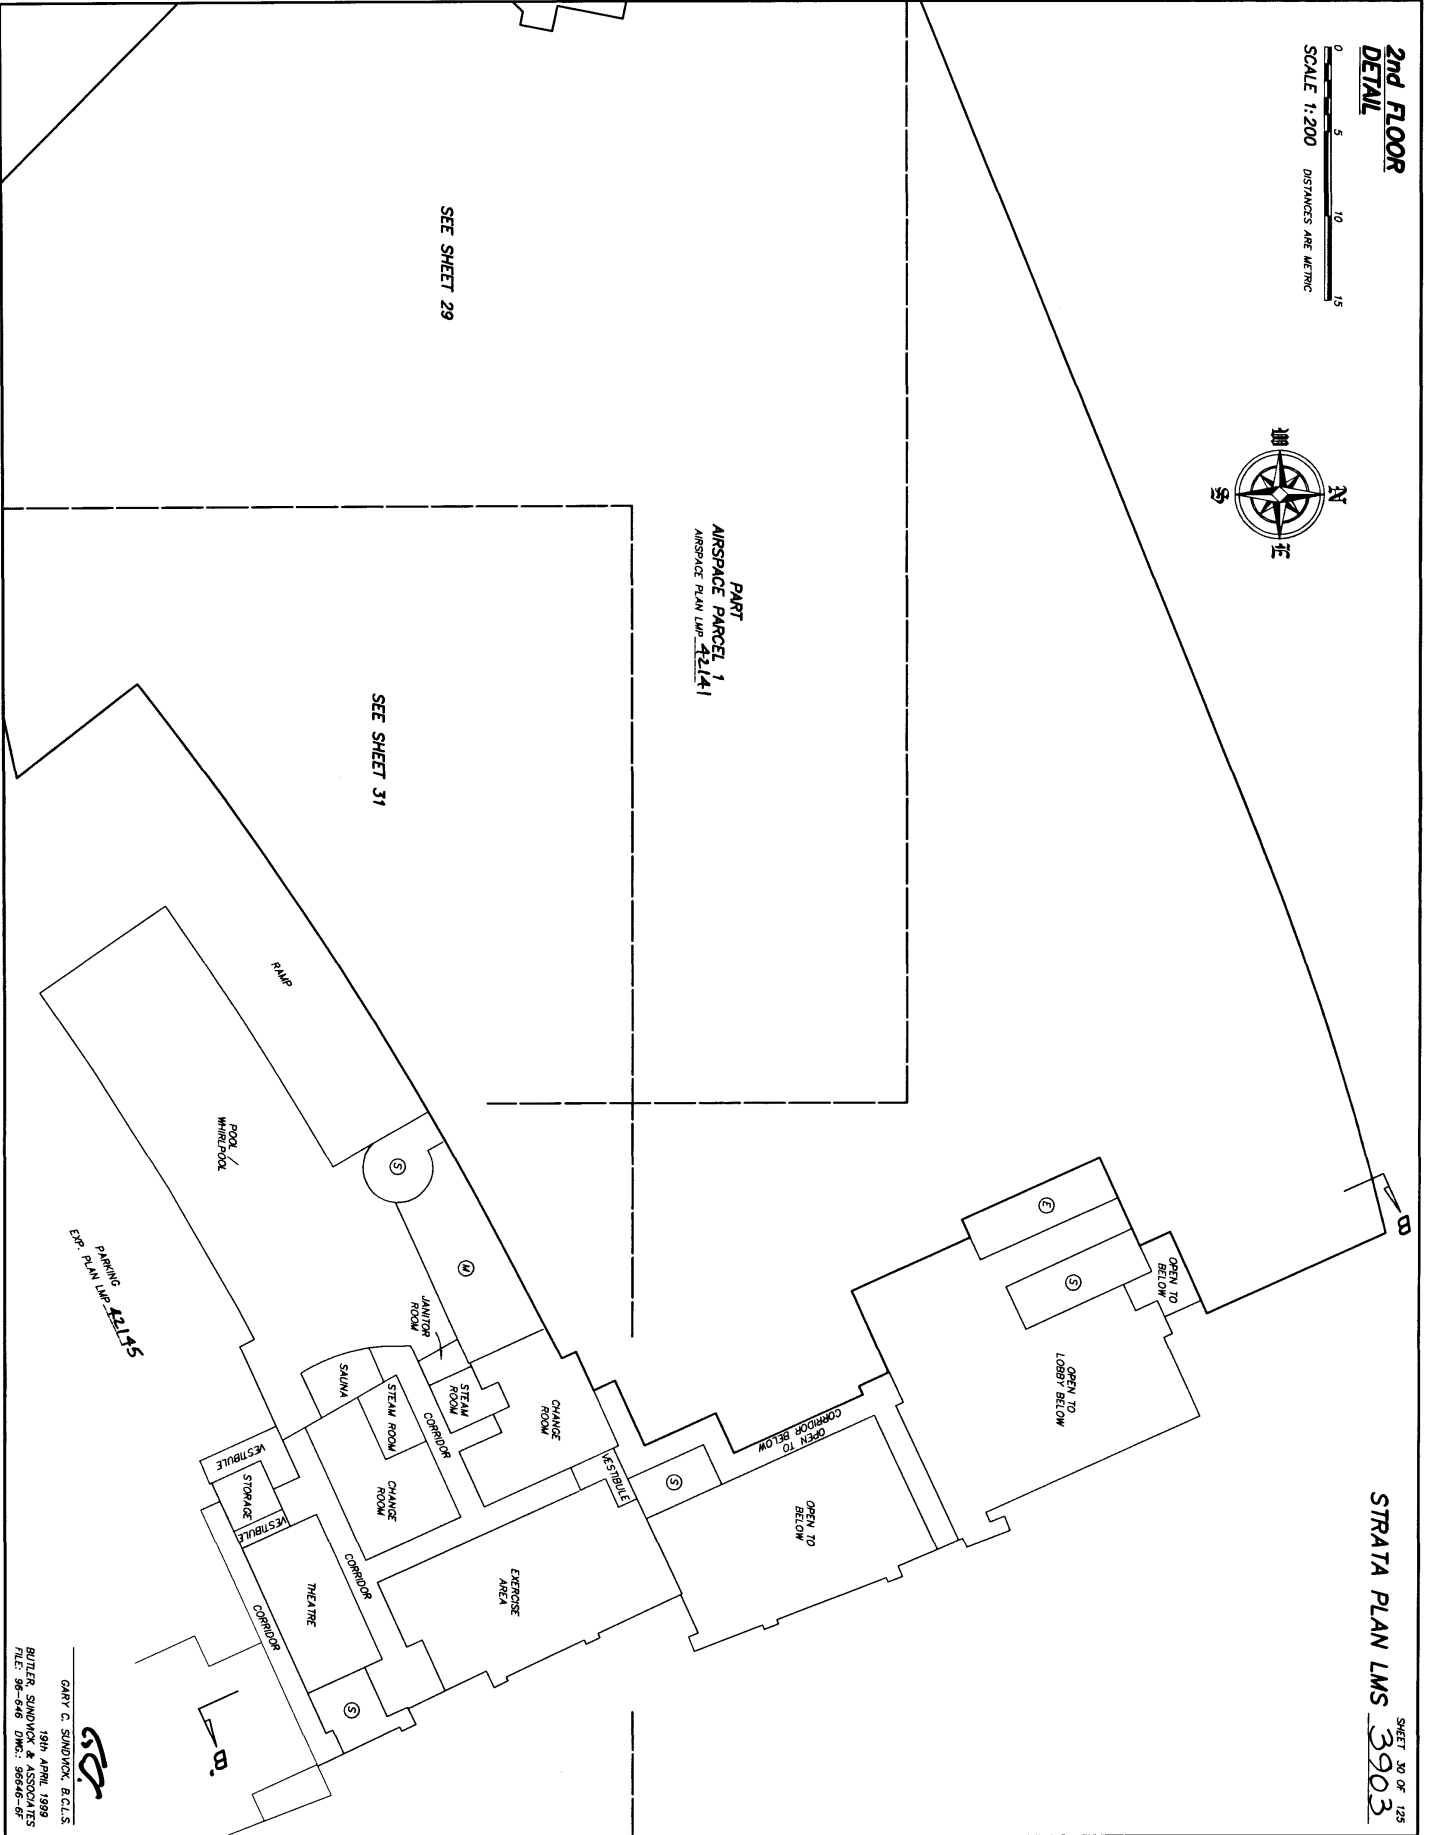 2nd FLOOR
DETAIL
0 5 10 15
SCALE 1:200 DISTANCES ARE METRIC
N
W
E
S
SHEET 30 OF 125
STRATA PLAN LMS 3903
B
SEE SHEET 29
PART
AIRSPACE PARCEL 1
AIRSPACE PLAN LMP 42141
SEE SHEET 31
E
S
OPEN TO
BELOW
OPEN TO
LOBBY BELOW
OPEN TO
CORRIDOR BELOW
OPEN TO
BELOW
S
VESTIBULE
RAMP
S
M
JANITOR
ROOM
STEAM
ROOM
CHANGE
ROOM
POOL /
WHIRLPOOL
SAUNA
STEAM ROOM
CORRIDOR
CHANGE
ROOM
EXERCISE
AREA
VESTIBULE
STORAGE
VESTIBULE
CORRIDOR
THEATRE
CORRIDOR
S
PARKING
EXP. PLAN LMP 42145
B
GARY C. SUNDVICK, B.C.L.S.
19th APRIL 1999
BUTLER, SUNDVICK & ASSOCIATES
FILE: 96-646 DWG.: 96646-6F